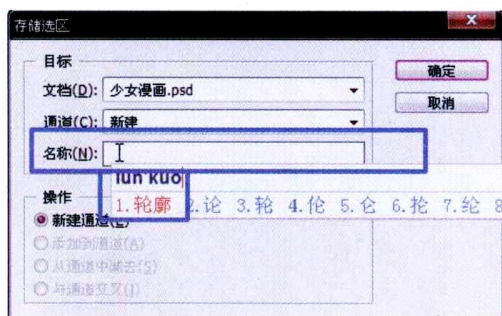 存储选区
目标
确定
文档(D): 少女漫画.psd
取消
通道(C): 新建
名称(N):
lun kuo
操作
1.轮廓 2.论 3.轮 4.伦 5.仑 6.抡 7.纶 8
新建通道(E)
添加到通道(A)
从通道中减去(S)
与通道交叉(I)